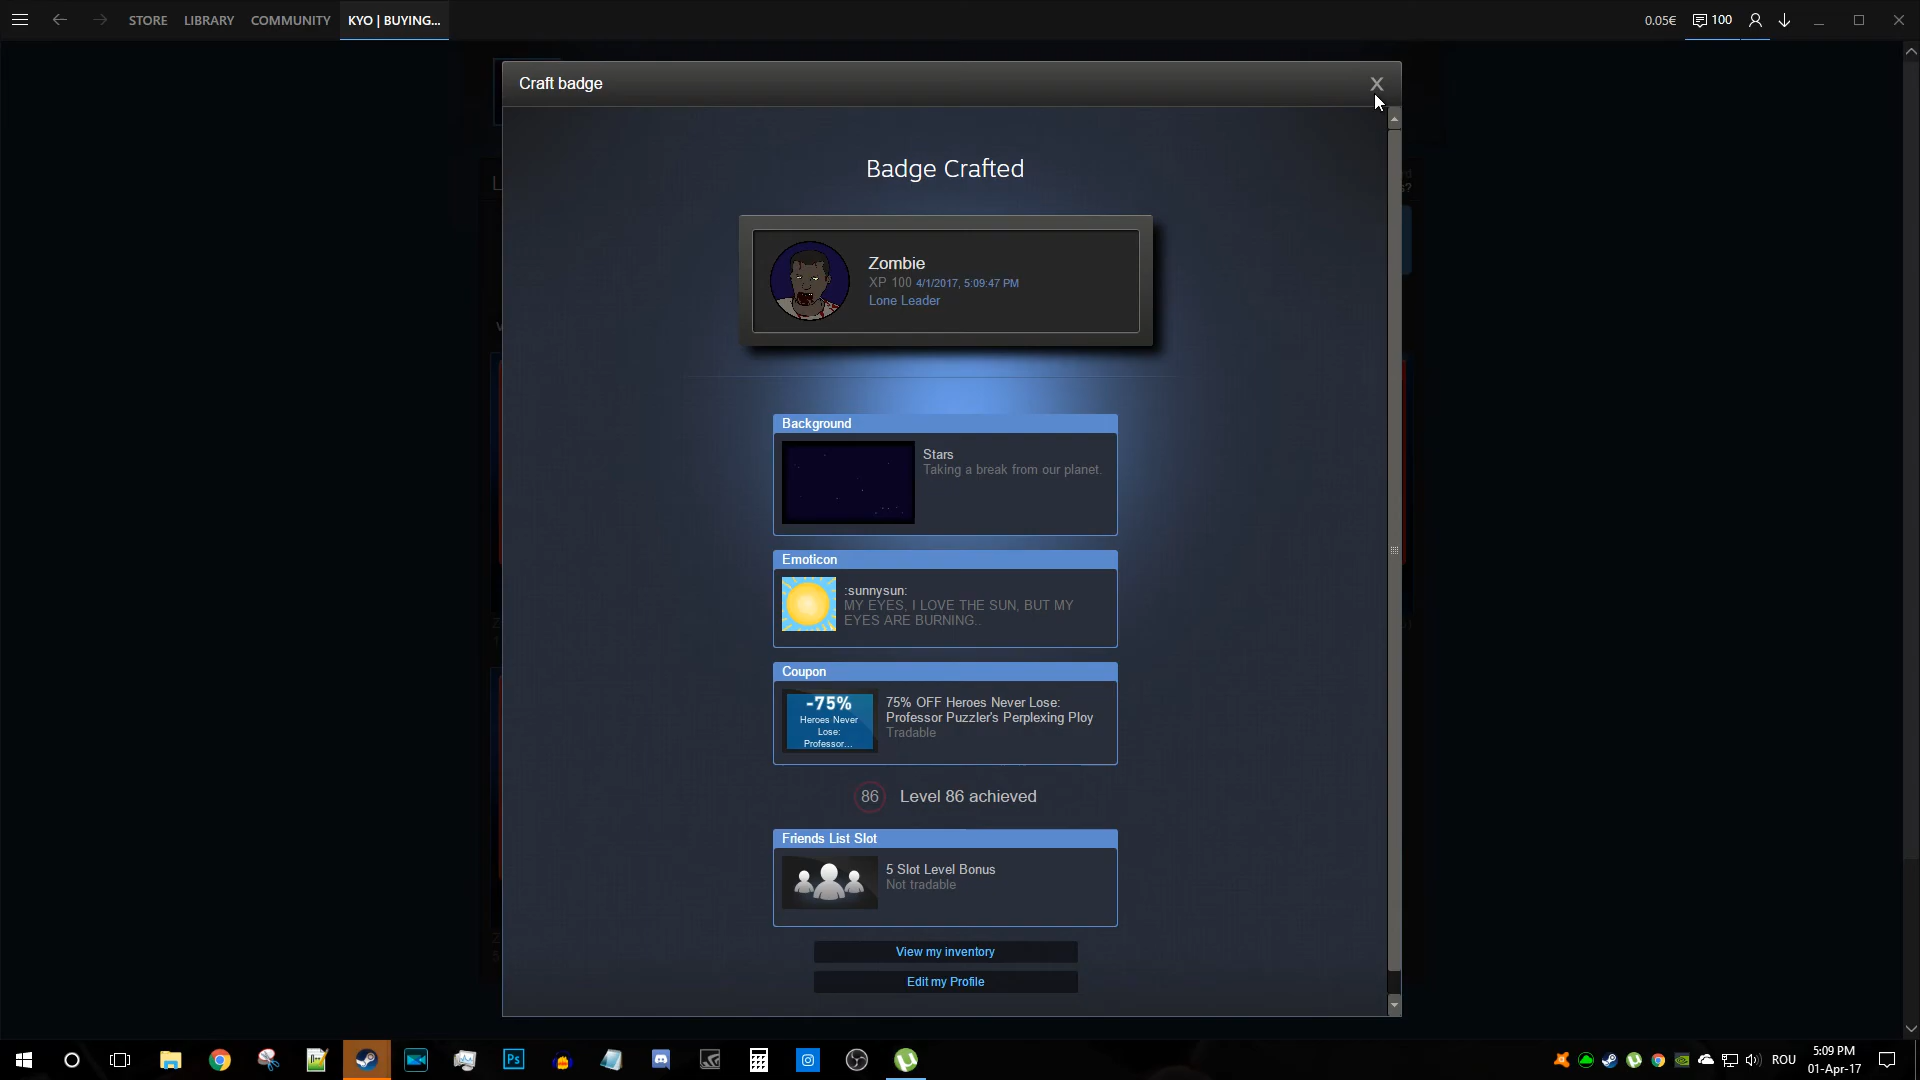 STORE LIBRARY COMMUNITY KYO | BUYING... 0.05€ 100
Craft badge X
Badge Crafted
Zombie
XP 100 4/1/2017, 5:09:47 PM
Lone Leader
Background
Stars
Taking a break from our planet.
Emoticon
:sunnysun:
MY EYES, I LOVE THE SUN, BUT MY
EYES ARE BURNING..
Coupon
-75%
Heroes Never
Lose:
Professor...
75% OFF Heroes Never Lose:
Professor Puzzler's Perplexing Ploy
Tradable
86 Level 86 achieved
Friends List Slot
5 Slot Level Bonus
Not tradable
View my inventory
Edit my Profile
Ps
ROU
5:09 PM
01-Apr-17